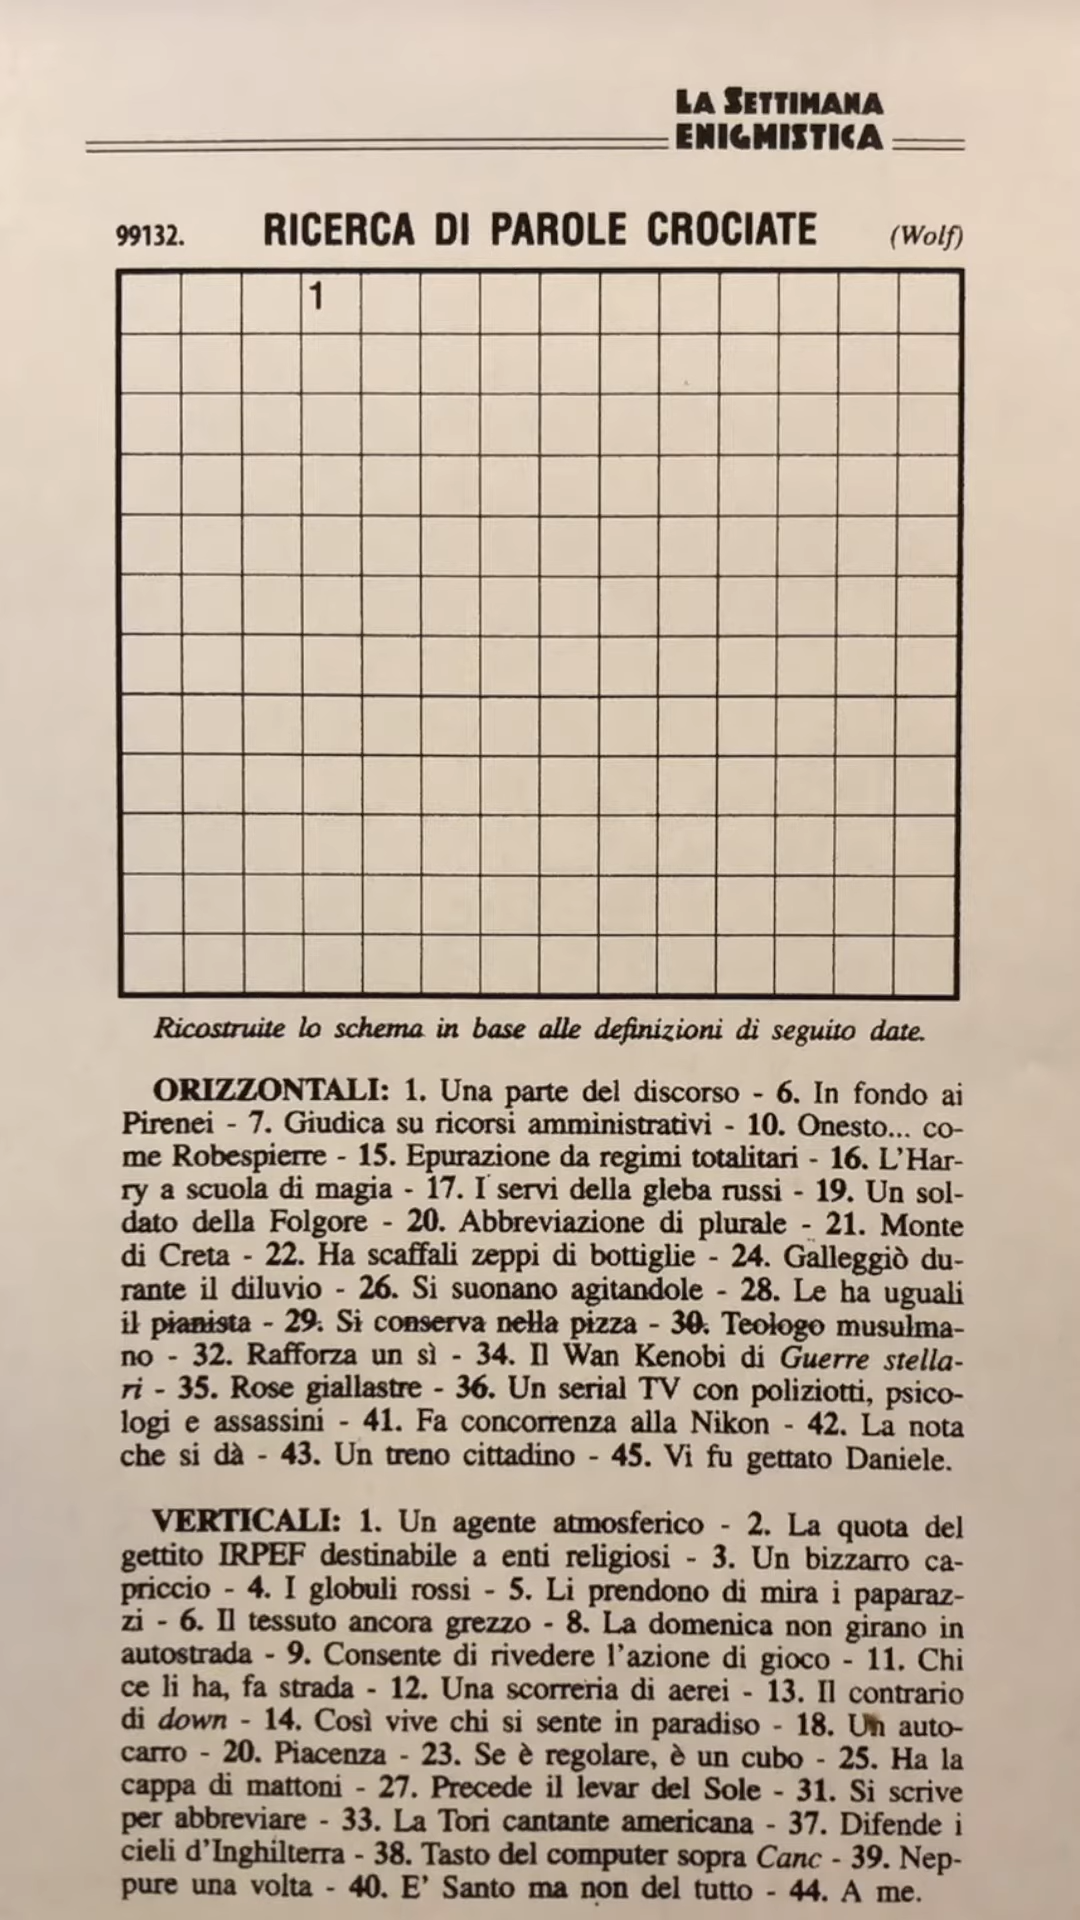 LA SETTIMANA
ENIGMISTICA
99132. RICERCA DI PAROLE CROCIATE (Wolf)
1
Ricostruite lo schema in base alle definizioni di seguito date.
ORIZZONTALI: 1. Una parte del discorso - 6. In fondo ai
Pirenei - 7. Giudica su ricorsi amministrativi - 10. Onesto... co-
me Robespierre - 15. Epurazione da regimi totalitari - 16. L'Har-
ry a scuola di magia - 17. I servi della gleba russi - 19. Un sol-
dato della Folgore - 20. Abbreviazione di plurale - 21. Monte
di Creta - 22. Ha scaffali zeppi di bottiglie - 24. Galleggiò du-
rante il diluvio - 26. Si suonano agitandole - 28. Le ha uguali
il pianista - 29. Si conserva nella pizza - 30. Teologo musulma-
no - 32. Rafforza un sì - 34. Il Wan Kenobi di Guerre stella-
ri - 35. Rose giallastre - 36. Un serial TV con poliziotti, psico-
logi e assassini - 41. Fa concorrenza alla Nikon - 42. La nota
che si dà - 43. Un treno cittadino - 45. Vi fu gettato Daniele.
VERTICALI: 1. Un agente atmosferico - 2. La quota del
gettito IRPEF destinabile a enti religiosi - 3. Un bizzarro ca-
priccio - 4. I globuli rossi - 5. Li prendono di mira i paparaz-
zi - 6. Il tessuto ancora grezzo - 8. La domenica non girano in
autostrada - 9. Consente di rivedere l'azione di gioco - 11. Chi
ce li ha, fa strada - 12. Una scorreria di aerei - 13. Il contrario
di down - 14. Così vive chi si sente in paradiso - 18. Un auto-
carro - 20. Piacenza - 23. Se è regolare, è un cubo - 25. Ha la
cappa di mattoni - 27. Precede il levar del Sole - 31. Si scrive
per abbreviare - 33. La Tori cantante americana - 37. Difende i
cieli d'Inghilterra - 38. Tasto del computer sopra Canc - 39. Nep-
pure una volta - 40. E' Santo ma non del tutto - 44. A me.